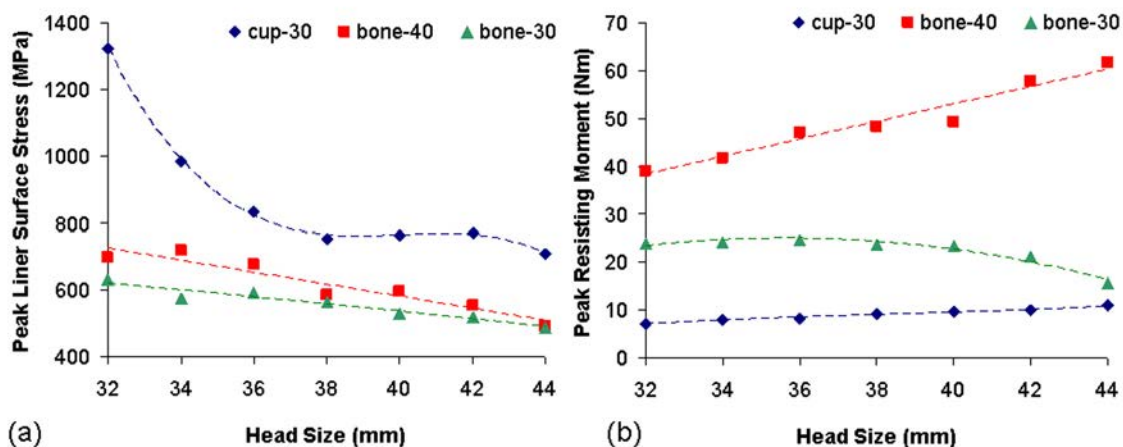 Peak Liner Surface Stress (MPa)
1400
1200
1000
800
600
400
cup-30 bone-40 bone-30
32 34 36 38 40 42 44
(a) Head Size (mm)
Peak Resisting Moment (Nm)
70
60
50
40
30
20
10
0
cup-30 bone-40 bone-30
32 34 36 38 40 42 44
(b) Head Size (mm)